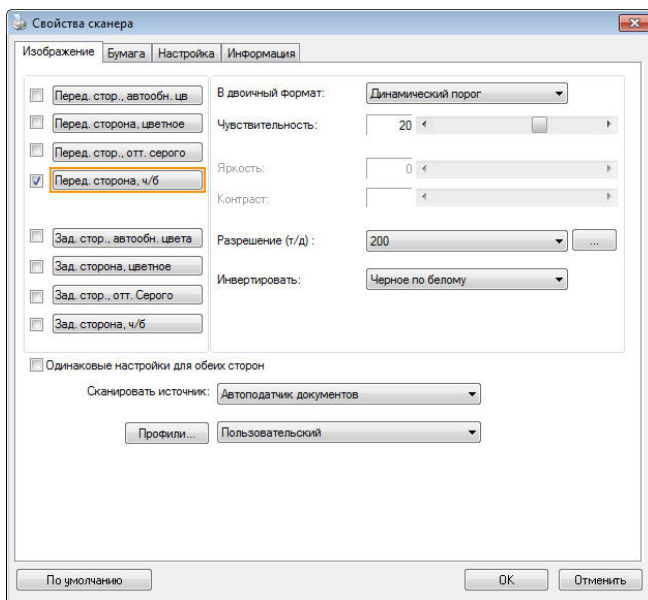 Свойства сканера
Изображение Бумага Настройка Информация
Перед. стор., автообн. цв
Перед. сторона, цветное
Перед. стор., отт. серого
Перед. сторона, ч/б
Зад. стор., автообн. цвета
Зад. сторона, цветное
Зад. стор., отт. Серого
Зад. сторона, ч/б
В двоичный формат: Динамический порог
Чувствительность: 20
Яркость: 0
Контраст:
Разрешение (т/д) : 200 ...
Инвертировать: Черное по белому
Одинаковые настройки для обеих сторон
Сканировать источник: Автоподатчик документов
Профили... Пользовательский
По умолчанию OK Отменить